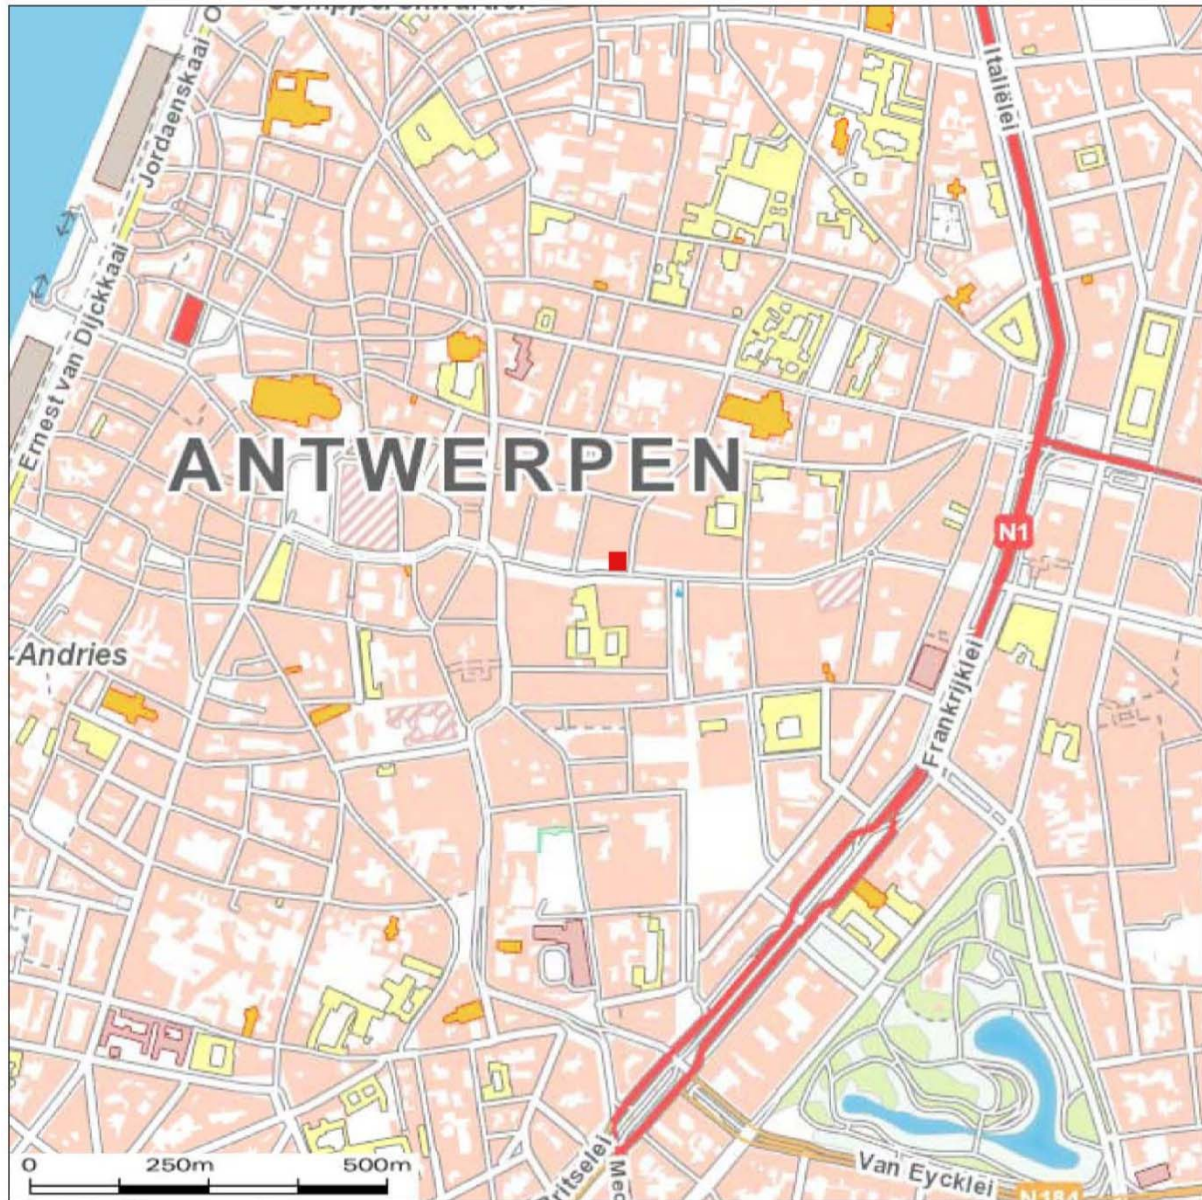 Jordaenskaai
Italiëlei
Ernest van Dijckkaai
ANTWERPEN
N1
-Andries
Frankrijklei
Van Eycklei
0 250m 500m